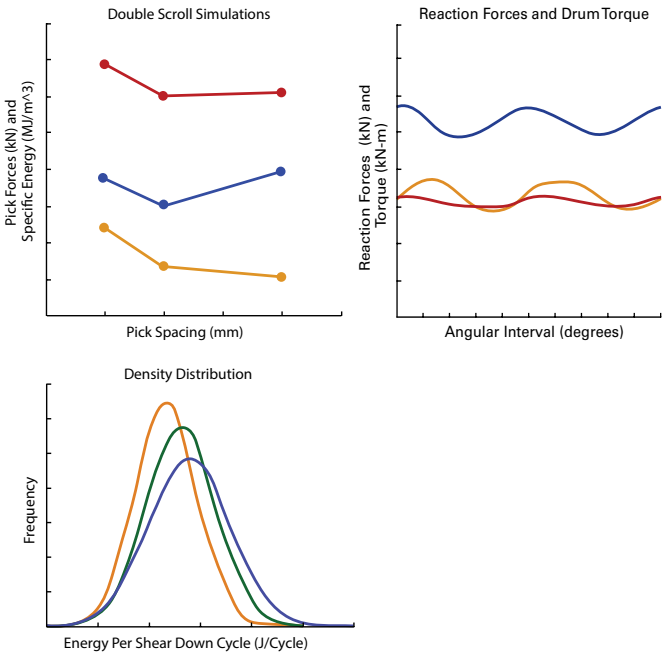 Double Scroll Simulations
Pick Forces (kN) and
Specific Energy (MJ/m^3)
Pick Spacing (mm)
Reaction Forces and Drum Torque
Reaction Forces (kN) and
Torque (kN-m)
Angular Interval (degrees)
Density Distribution
Frequency
Energy Per Shear Down Cycle (J/Cycle)